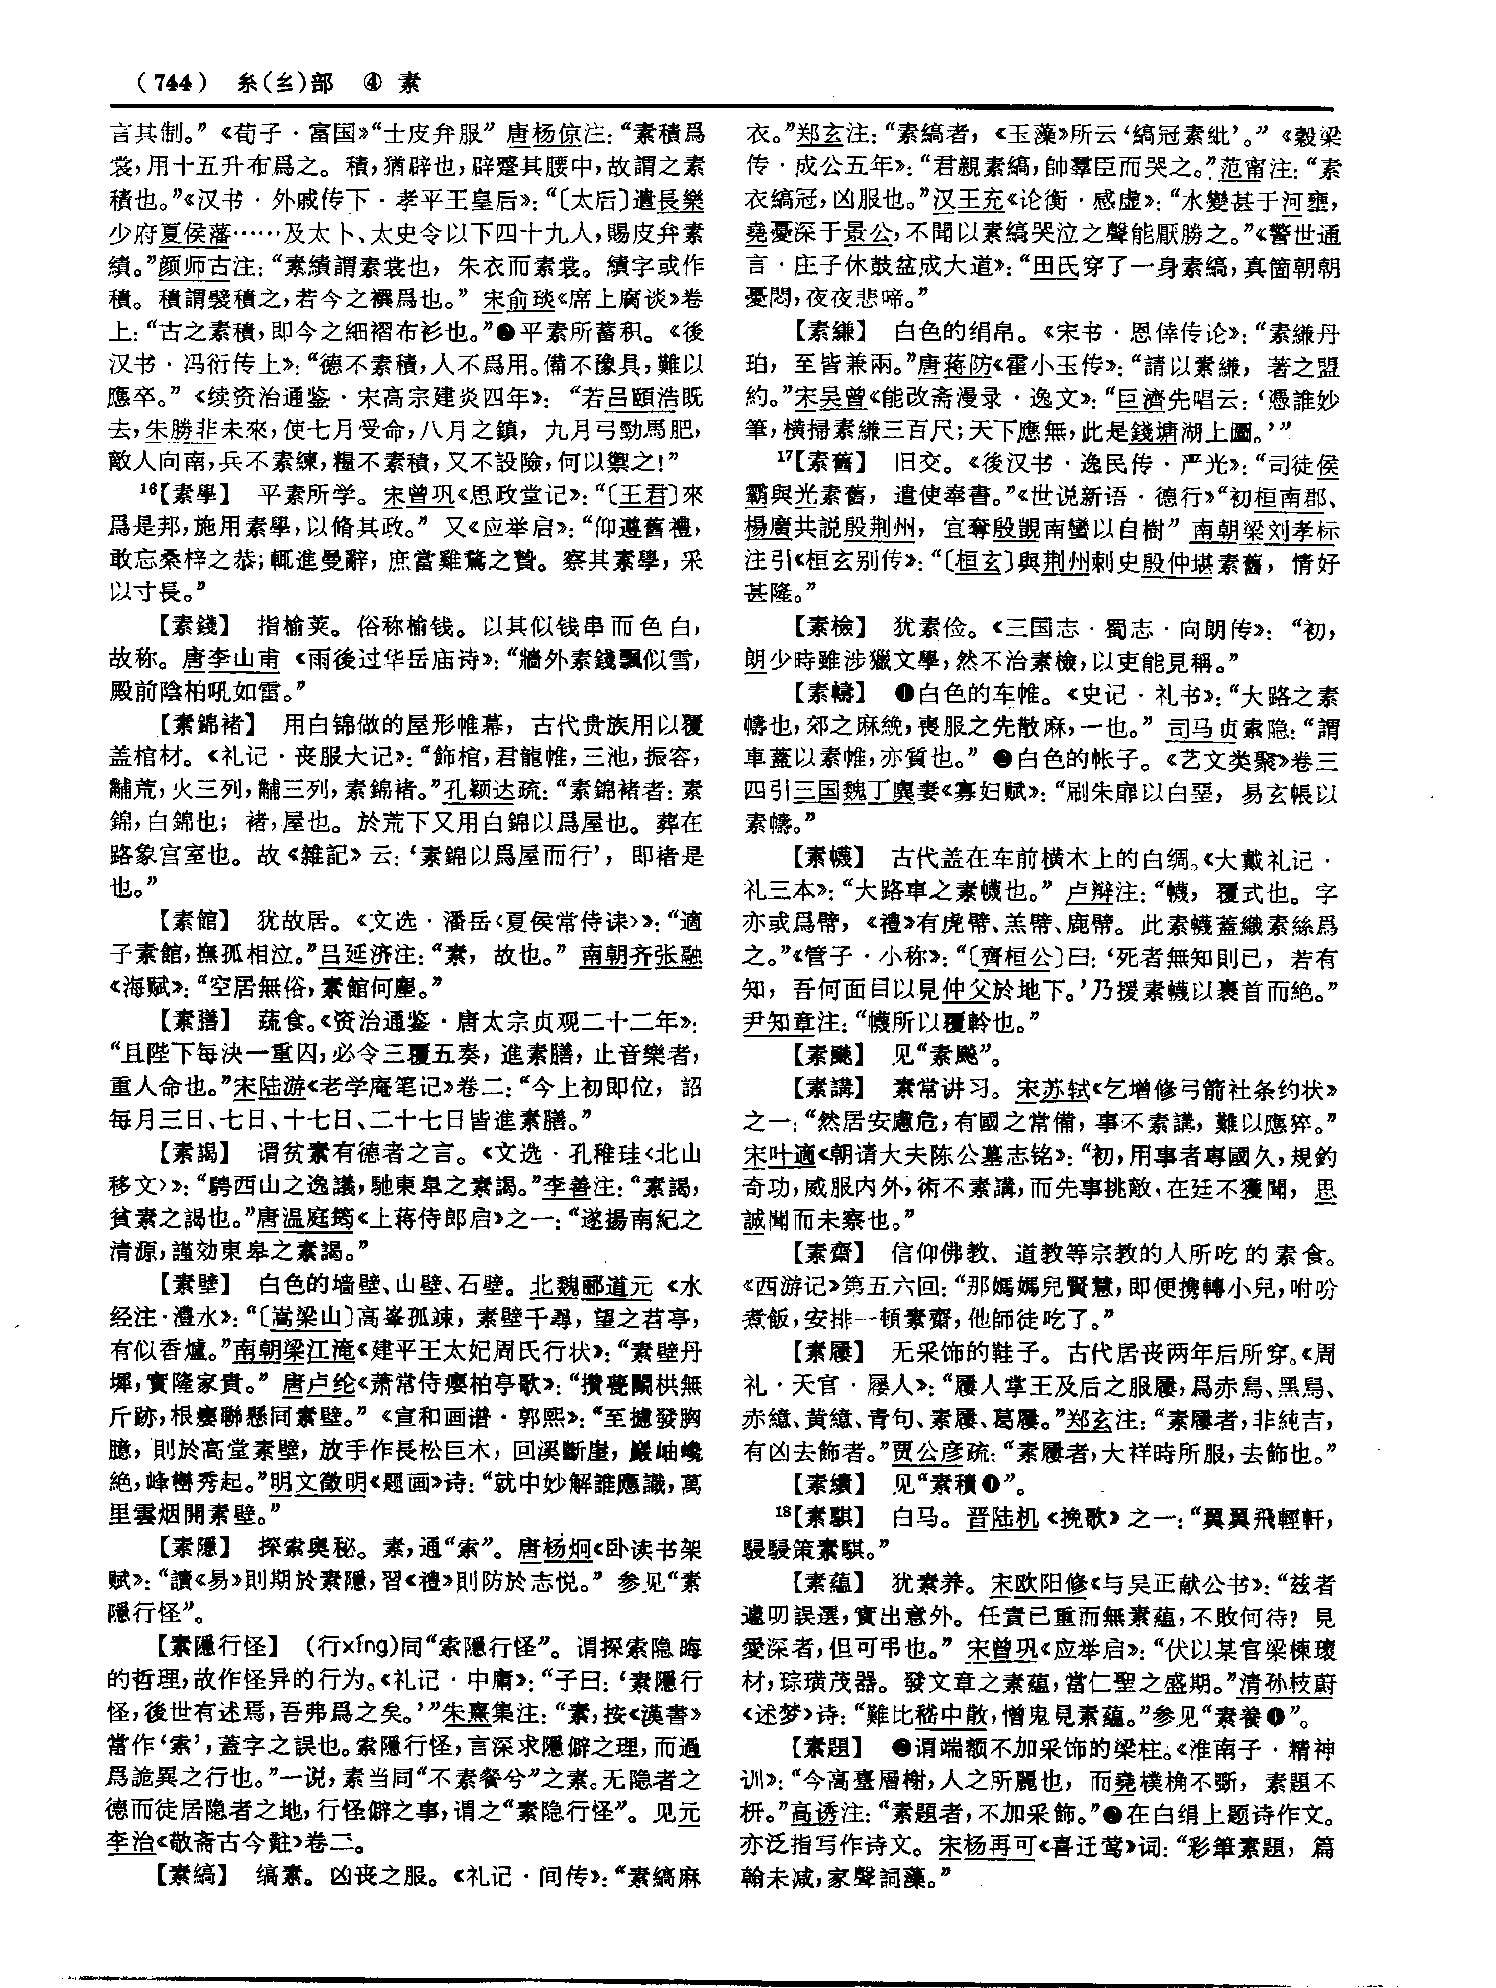 （744） 糸（糹）部 ④ 素
言其制。”《荀子·富国》“士皮弁服”唐杨倞注：“素積爲
裳，用十五升布爲之。積，猶辟也，辟蹙其腰中，故謂之素
積也。”《汉书·外戚传下·孝平王皇后》：“〔太后〕遣長樂
少府夏侯藩……及太卜、太史令以下四十九人，賜皮弁素
績。”颜师古注：“素績謂素裳也，朱衣而素裳。績字或作
積。積謂襞積之，若今之襈爲也。”宋俞琰《席上腐谈》卷
上：“古之素積，即今之細褶布衫也。”❷平素所蓄积。《後
汉书·冯衍传上》：“德不素積，人不爲用。備不豫具，難以
應卒。”《续资治通鉴·宋高宗建炎四年》：“若吕頤浩既
去，朱勝非未來，使七月受命，八月之鎮，九月弓勁馬肥，
敵人向南，兵不素練，糧不素積，又不設險，何以禦之！”
16【素學】 平素所学。宋曾巩《思政堂记》：“〔王君〕來
爲是邦，施用素學，以脩其政。”又《应举启》：“仰遵舊禮，
敢忘桑梓之恭；輒進曼辭，庶當雞鶩之贄。察其素學，采
以寸長。”
【素錢】 指榆荚。俗称榆钱。以其似钱串而色白，
故称。唐李山甫《雨後过华岳庙诗》：“牆外素錢飄似雪，
殿前陰柏吼如雷。”
【素錦褚】 用白锦做的屋形帷幕，古代贵族用以覆
盖棺材。《礼记·丧服大记》：“飾棺，君龍帷，三池，振容，
黼荒，火三列，黼三列，素錦褚。”孔颖达疏：“素錦褚者：素
錦，白錦也；褚，屋也。於荒下又用白錦以爲屋也。葬在
路象宫室也。故《雜記》云：‘素錦以爲屋而行’，即褚是
也。”
【素館】 犹故居。《文选·潘岳〈夏侯常侍诔〉》：“適
子素館，撫孤相泣。”吕延济注：“素，故也。”南朝齐张融
《海赋》：“空居無俗，素館何塵。”
【素膳】 蔬食。《资治通鉴·唐太宗贞观二十二年》：
“且陛下每決一重囚，必令三覆五奏，進素膳，止音樂者，
重人命也。”宋陆游《老学庵笔记》卷二：“今上初即位，詔
每月三日、七日、十七日、二十七日皆進素膳。”
【素謁】 谓贫素有德者之言。《文选·孔稚珪〈北山
移文〉》：“騁西山之逸議，馳東皋之素謁。”李善注：“素謁，
貧素之謁也。”唐温庭筠《上蒋侍郎启》之一：“遂揚南紀之
清源，謹効東皋之素謁。”
【素壁】 白色的墙壁、山壁、石壁。北魏郦道元《水
经注·澧水》：“〔嵩梁山〕高峯孤竦，素壁千尋，望之苕亭，
有似香爐。”南朝梁江淹《建平王太妃周氏行状》：“素壁丹
墀，寔隆家貴。”唐卢纶《萧常侍瘿柏亭歌》：“攢甍鬭栱無
斤跡，根癭聯懸同素壁。”《宣和画谱·郭熙》：“至攄發胸
臆，則於高堂素壁，放手作長松巨木，回溪斷崖，巖岫巉
絶，峰巒秀起。”明文徵明《题画》诗：“就中妙解誰應識，萬
里雲烟開素壁。”
【素隱】 探索奥秘。素，通“索”。唐杨炯《卧读书架
赋》：“讀《易》則期於素隱，習《禮》則防於志悦。”参见“素
隱行怪”。
【素隱行怪】 （行xíng）同“索隱行怪”。谓探索隐晦
的哲理，故作怪异的行为。《礼记·中庸》：“子曰：‘素隱行
怪，後世有述焉，吾弗爲之矣。’”朱熹集注：“素，按《漢書》
當作‘索’，蓋字之誤也。索隱行怪，言深求隱僻之理，而過
爲詭異之行也。”一说，素当同“不素餐兮”之素。无隐者之
德而徒居隐者之地，行怪僻之事，谓之“素隐行怪”。见元
李治《敬斋古今黈》卷二。
【素縞】 缟素。凶丧之服。《礼记·间传》：“素縞麻
衣。”郑玄注：“素縞者，《玉藻》所云‘縞冠素紕’。”《穀梁
传·成公五年》：“君親素縞，帥羣臣而哭之。”范甯注：“素
衣縞冠，凶服也。”汉王充《论衡·感虚》：“水變甚于河壅，
堯憂深于景公，不聞以素縞哭泣之聲能厭勝之。”《警世通
言·庄子休鼓盆成大道》：“田氏穿了一身素縞，真箇朝朝
憂悶，夜夜悲啼。”
【素縑】 白色的绢帛。《宋书·恩倖传论》：“素縑丹
珀，至皆兼兩。”唐蒋防《霍小玉传》：“請以素縑，著之盟
約。”宋吴曾《能改斋漫录·逸文》：“巨濟先唱云：‘憑誰妙
筆，橫掃素縑三百尺；天下應無，此是錢塘湖上圖。’”
17【素舊】 旧交。《後汉书·逸民传·严光》：“司徒侯
霸與光素舊，遣使奉書。”《世说新语·德行》“初桓南郡、
楊廣共説殷荆州，宜奪殷覬南蠻以自樹”南朝梁刘孝标
注引《桓玄别传》：“〔桓玄〕與荆州刺史殷仲堪素舊，情好
甚隆。”
【素檢】 犹素俭。《三国志·蜀志·向朗传》：“初，
朗少時雖涉獵文學，然不治素檢，以吏能見稱。”
【素幬】 ❶白色的车帷。《史记·礼书》：“大路之素
幬也，郊之麻絻，喪服之先散麻，一也。”司马贞索隐：“謂
車蓋以素帷，亦質也。”❷白色的帐子。《艺文类聚》卷三
四引三国魏丁廙妻《寡妇赋》：“刷朱扉以白堊，易玄帳以
素幬。”
【素幭】 古代盖在车前横木上的白绸。《大戴礼记·
礼三本》：“大路車之素幭也。”卢辩注：“幭，覆式也。字
亦或爲幦，《禮》有虎幦、羔幦、鹿幦。此素幭蓋織素絲爲
之。”《管子·小称》：“〔齊桓公〕曰：‘死者無知則已，若有
知，吾何面目以見仲父於地下。’乃援素幭以裹首而絶。”
尹知章注：“幭所以覆軨也。”
【素颷】 见“素飈”。
【素講】 素常讲习。宋苏轼《乞增修弓箭社条约状》
之一：“然居安慮危，有國之常備，事不素講，難以應猝。”
宋叶適《朝请大夫陈公墓志铭》：“初，用事者專國久，規釣
奇功，威服内外，術不素講，而先事挑敵，在廷不獲聞，思
誠聞而未察也。”
【素齋】 信仰佛教、道教等宗教的人所吃的素食。
《西游记》第五六回：“那媽媽兒賢慧，即便携轉小兒，咐吩
煮飯，安排一頓素齋，他師徒吃了。”
【素屨】 无采饰的鞋子。古代居丧两年后所穿。《周
礼·天官·屦人》：“屨人掌王及后之服屨，爲赤舄、黑舄、
赤繶、黄繶、青句、素屨、葛屨。”郑玄注：“素屨者，非純吉，
有凶去飾者。”贾公彦疏：“素屨者，大祥時所服，去飾也。”
【素績】 见“素積❶”。
18【素騏】 白马。晋陆机《挽歌》之一：“翼翼飛輕軒，
駸駸策素騏。”
【素蘊】 犹素养。宋欧阳修《与吴正献公书》：“兹者
遽叨誤選，實出意外。任責已重而無素蘊，不敢何待？見
愛深者，但可弔也。”宋曾巩《应举启》：“伏以某官梁棟瓌
材，琮璜茂器。發文章之素蘊，當仁聖之盛期。”清孙枝蔚
《述梦》诗：“難比嵇中散，憎鬼見素蘊。”参见“素養❶”。
【素題】 ❶谓端额不加采饰的梁柱。《淮南子·精神
训》：“今高臺層榭，人之所麗也，而堯樸桷不斲，素題不
枅。”高诱注：“素題者，不加采飾。”❷在白绢上题诗作文。
亦泛指写作诗文。宋杨再可《喜迁莺》词：“彩筆素題，篇
翰未减，家聲詞藻。”